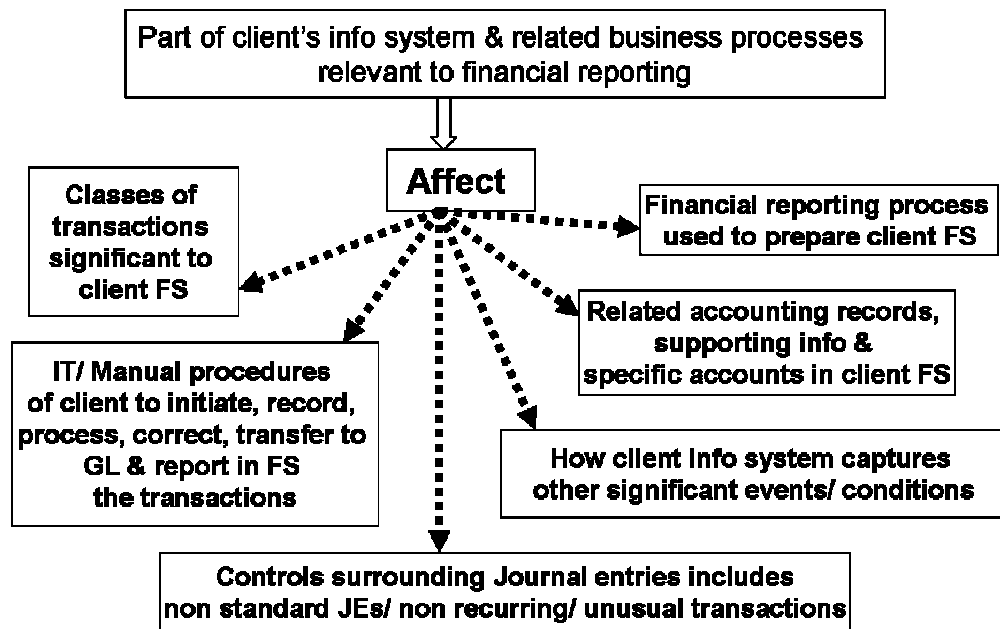 Part of client's info system & related business processes
relevant to financial reporting
Affect
Classes of
transactions
significant to
client FS
Financial reporting process
used to prepare client FS
Related accounting records,
supporting info &
specific accounts in client FS
IT/ Manual procedures
of client to initiate, record,
process, correct, transfer to
GL & report in FS
the transactions
How client Info system captures
other significant events/ conditions
Controls surrounding Journal entries includes
non standard JEs/ non recurring/ unusual transactions